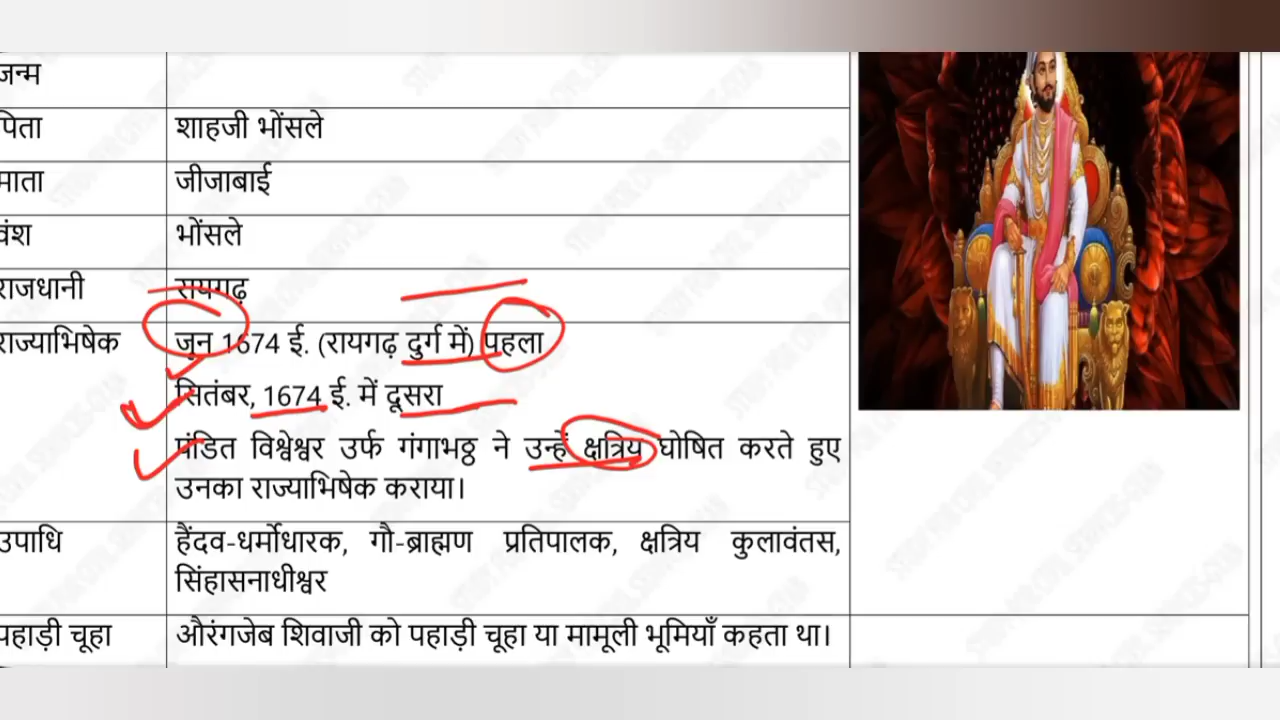 जन्म
पिता शाहजी भोंसले
माता जीजाबाई
वंश भोंसले
राजधानी रायगढ़
राज्याभिषेक जुन 1674 ई. (रायगढ़ दुर्ग में) पहला
सितंबर, 1674 ई. में दूसरा
पंडित विश्वेश्वर उर्फ गंगाभठ्ठ ने उन्हें क्षत्रिय घोषित करते हुए
उनका राज्याभिषेक कराया।
उपाधि हैंदव-धर्मोधारक, गौ-ब्राह्मण प्रतिपालक, क्षत्रिय कुलावंतस,
सिंहासनाधीश्वर
पहाड़ी चूहा औरंगजेब शिवाजी को पहाड़ी चूहा या मामूली भूमियाँ कहता था।